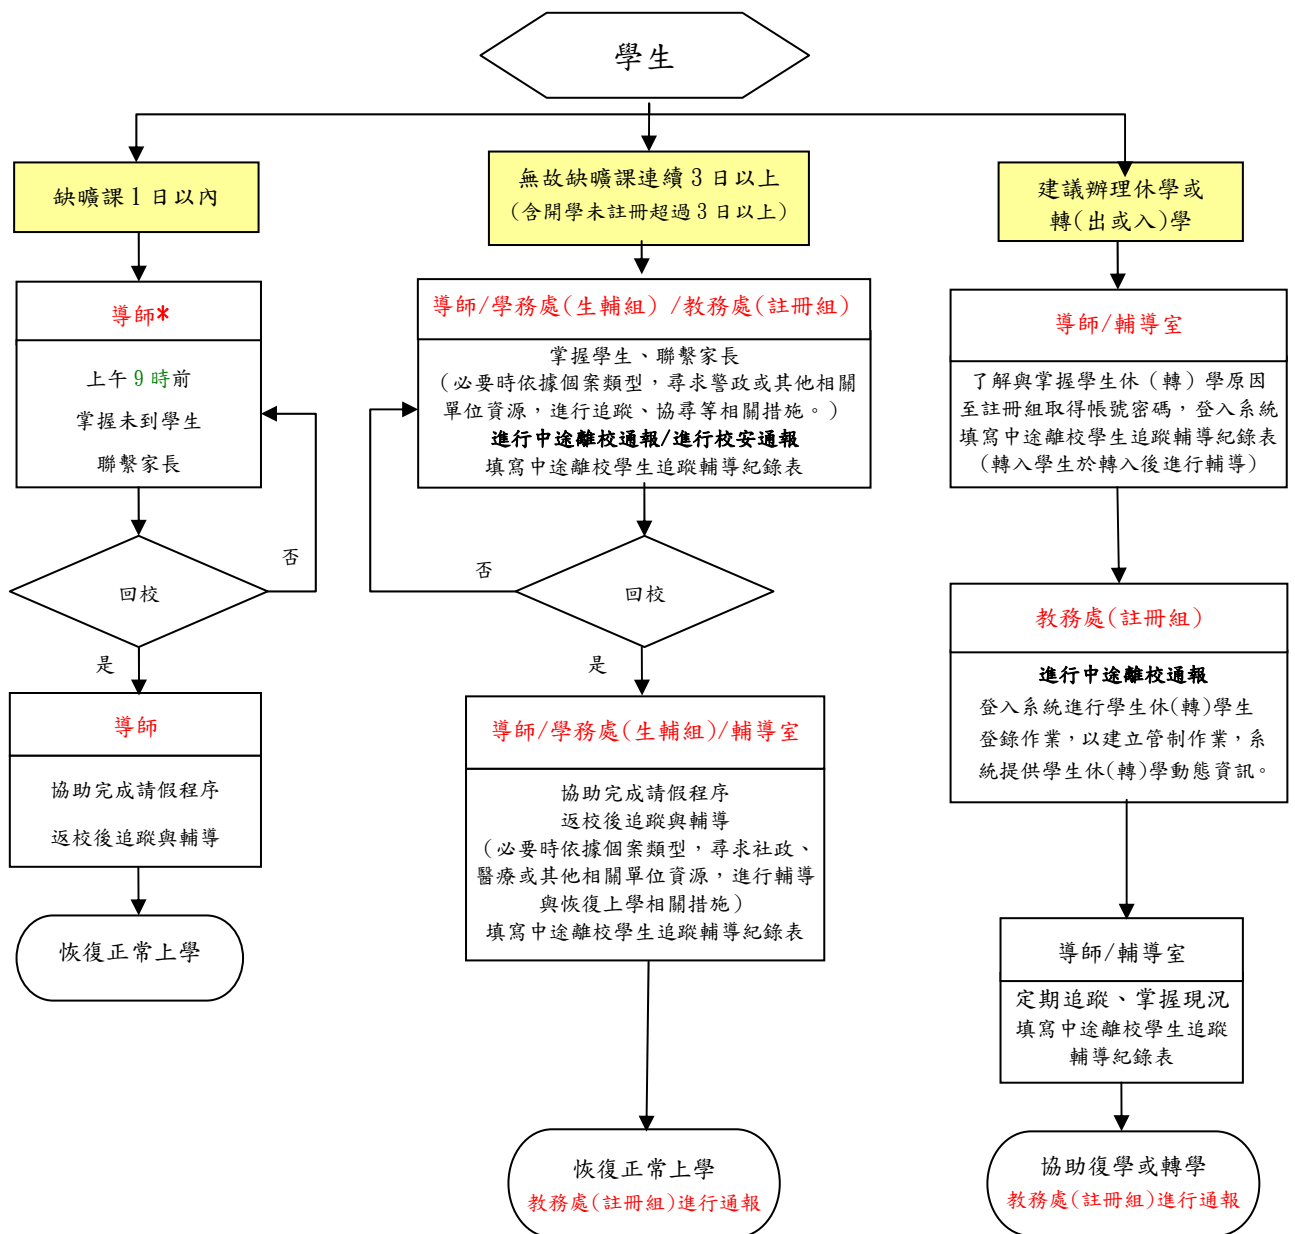 學生
缺曠課1日以內
導師*
上午9時前
掌握未到學生
聯繫家長
否
回校
是
導師
協助完成請假程序
返校後追蹤與輔導
恢復正常上學
無故缺曠課連續3日以上
(含開學未註冊超過3日以上)
導師/學務處(生輔組)/教務處(註冊組)
掌握學生、聯繫家長
（必要時依據個案類型，尋求警政或其他相關
單位資源，進行追蹤、協尋等相關措施。）
進行中途離校通報/進行校安通報
填寫中途離校學生追蹤輔導紀錄表
否
回校
是
導師/學務處(生輔組)/輔導室
協助完成請假程序
返校後追蹤與輔導
（必要時依據個案類型，尋求社政、
醫療或其他相關單位資源，進行輔導
與恢復上學相關措施）
填寫中途離校學生追蹤輔導紀錄表
恢復正常上學
教務處(註冊組)進行通報
建議辦理休學或
轉(出或入)學
導師/輔導室
了解與掌握學生休（轉）學原因
至註冊組取得帳號密碼，登入系統
填寫中途離校學生追蹤輔導紀錄表
(轉入學生於轉入後進行輔導)
教務處(註冊組)
進行中途離校通報
登入系統進行學生休(轉)學生
登錄作業，以建立管制作業，系
統提供學生休(轉)學動態資訊。
導師/輔導室
定期追蹤、掌握現況
填寫中途離校學生追蹤
輔導紀錄表
協助復學或轉學
教務處(註冊組)進行通報